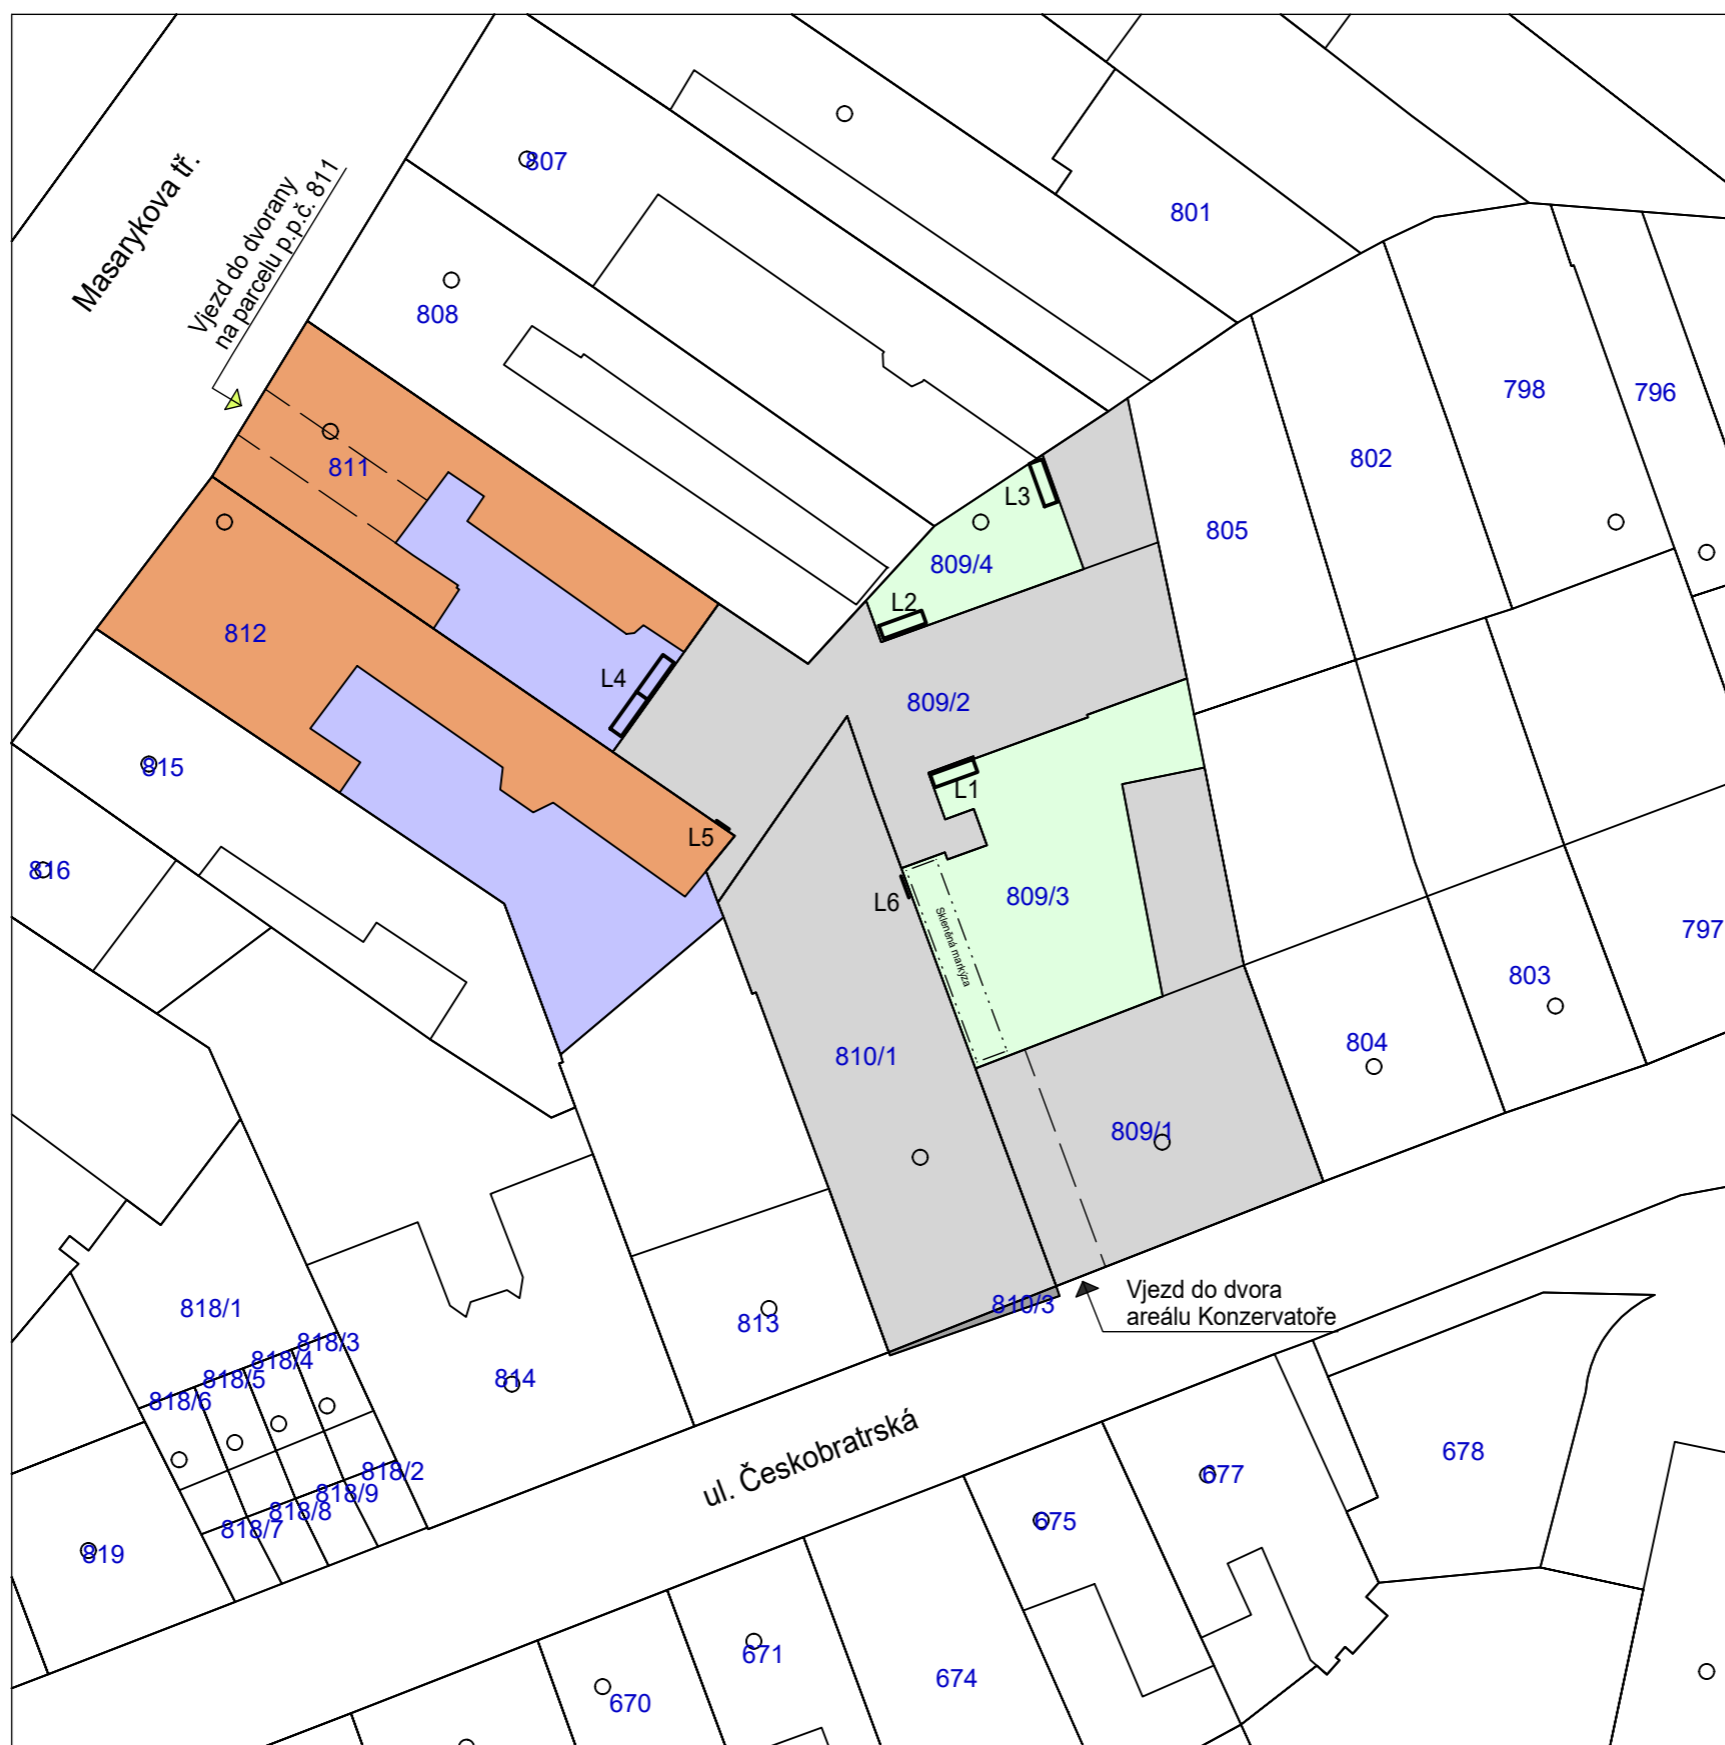 807
801
Masarykova tř.
Vjezd do dvorany
na parcelu p.p.č. 811
808
798
796
802
811
L3
805
809/4
L2
812
L4
809/2
815
L1
L5
816
809/3
L6
Skleněná markýza
797
803
810/1
804
809/1
Vjezd do dvora
areálu Konzervatoře
810/3
818/1
813
818/3
818/4
818/5
818/6
814
ul. Českobratrská
678
677
818/2
818/9
818/8
818/7
675
819
671
674
670